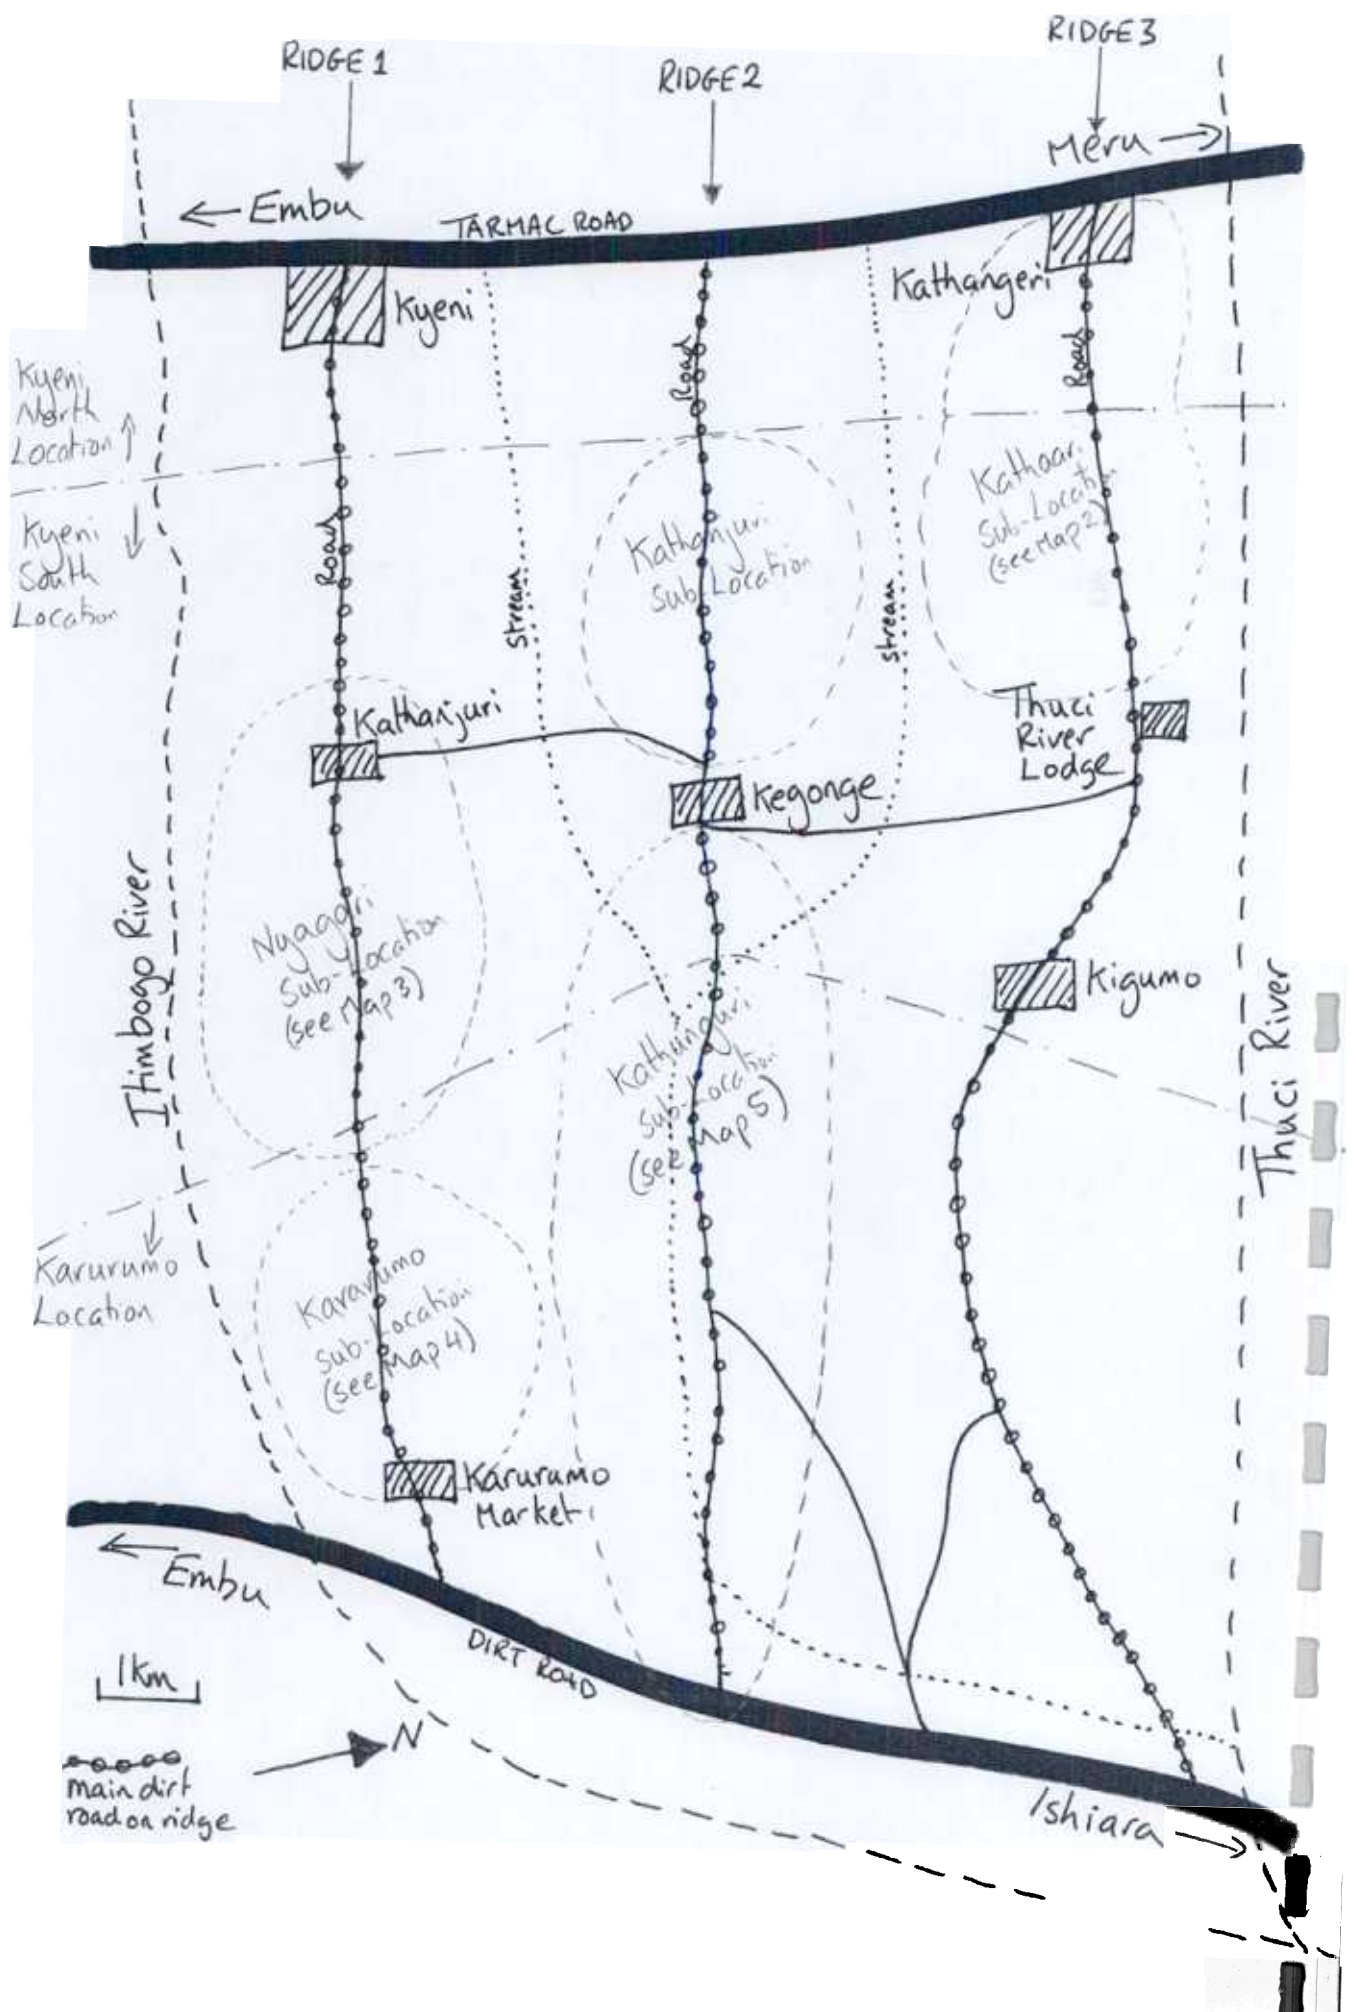 RIDGE 1
RIDGE 2
RIDGE 3
Meru
Embu
TARMAC ROAD
Kyeni
Kathangeri
Road
Road
Road
Kyeni
North
Location
Kyeni
South
Location
Kathanjuri
Sub Location
Kathaari
Sub-Location
(see Map 2)
stream
stream
Kathanjuri
Thuci
River
Lodge
Kegonge
Itimbogo River
Nyagari
Sub-Location
(see Map 3)
Kigumo
Thuci River
Kathunguri
Sub-Location
(see Map 5)
Karurumo
Location
Kararumo
Sub-Location
(see Map 4)
Karurumo
Market
Embu
DIRT ROAD
1Km
N
main dirt
road on ridge
Ishiara